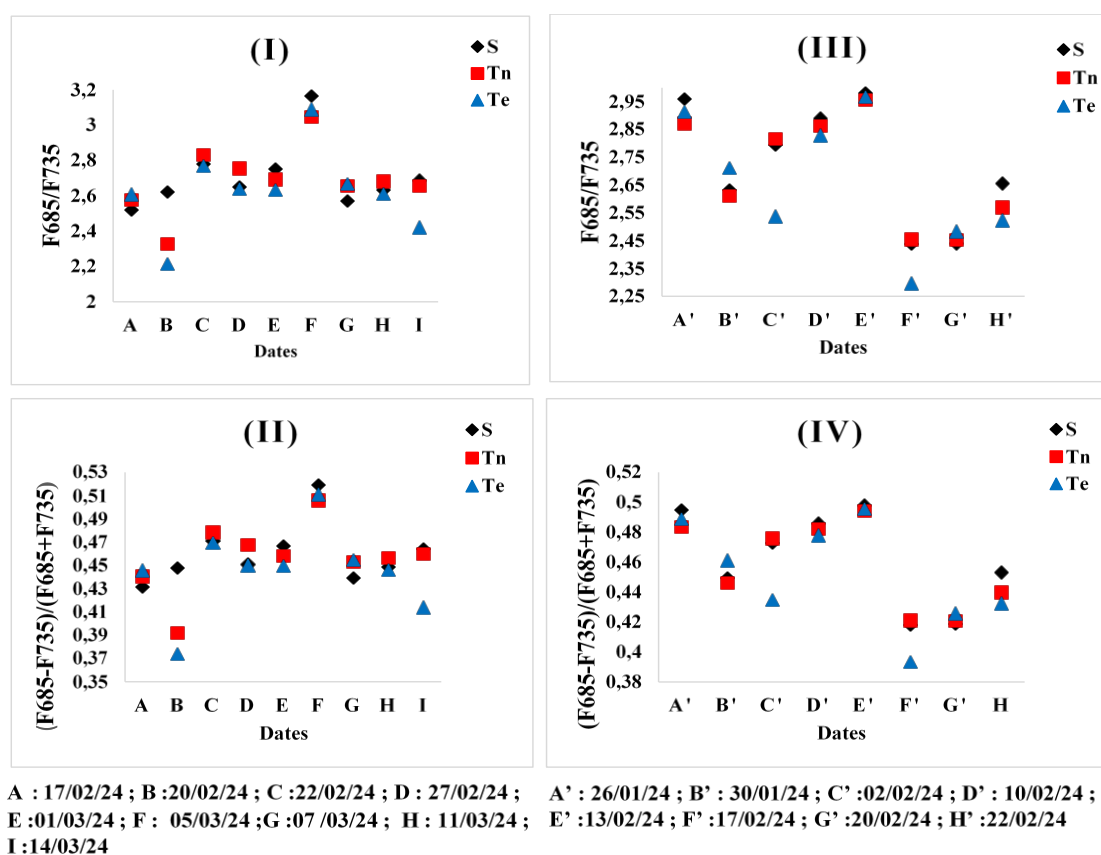 (I)
S
Tn
Te
3,2
3
2,8
2,6
2,4
2,2
2
F685/F735
A B C D E F G H I
Dates
(III)
S
Tn
Te
2,95
2,85
2,75
2,65
2,55
2,45
2,35
2,25
F685/F735
A' B' C' D' E' F' G' H'
Dates
(II)
S
Tn
Te
0,53
0,51
0,49
0,47
0,45
0,43
0,41
0,39
0,37
0,35
(F685-F735)/(F685+F735)
A B C D E F G H I
Dates
(IV)
S
Tn
Te
0,52
0,5
0,48
0,46
0,44
0,42
0,4
0,38
(F685-F735)/(F685+F735)
A' B' C' D' E' F' G' H
Dates
A : 17/02/24 ; B :20/02/24 ; C :22/02/24 ; D : 27/02/24 ;
E :01/03/24 ; F : 05/03/24 ;G :07 /03/24 ; H : 11/03/24 ;
I :14/03/24
A’ : 26/01/24 ; B’ : 30/01/24 ; C’ :02/02/24 ; D’ : 10/02/24 ;
E’ :13/02/24 ; F’ :17/02/24 ; G’ :20/02/24 ; H’ :22/02/24